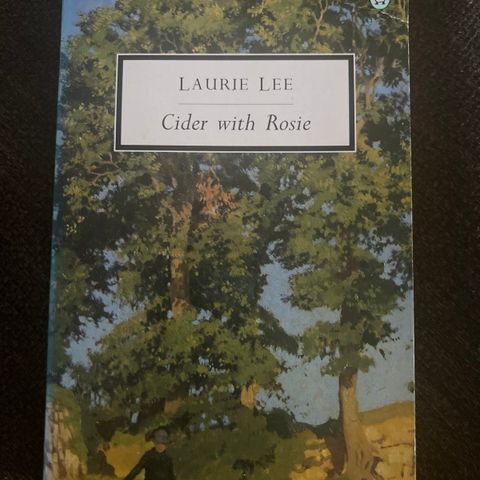 LAURIE LEE
Cider with Rosie